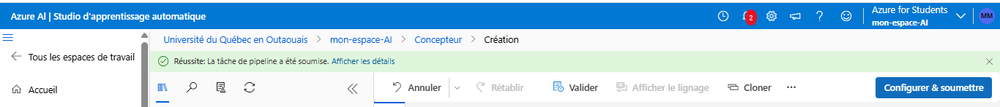 Azure AI | Studio d'apprentissage automatique
2
Azure for Students
mon-espace-AI
MM
Université du Québec en Outaouais > mon-espace-AI > Concepteur > Création
Tous les espaces de travail
Réussite: La tâche de pipeline a été soumise. Afficher les détails
Accueil
Annuler Rétablir Valider Afficher le lignage Cloner ... Configurer & soumettre